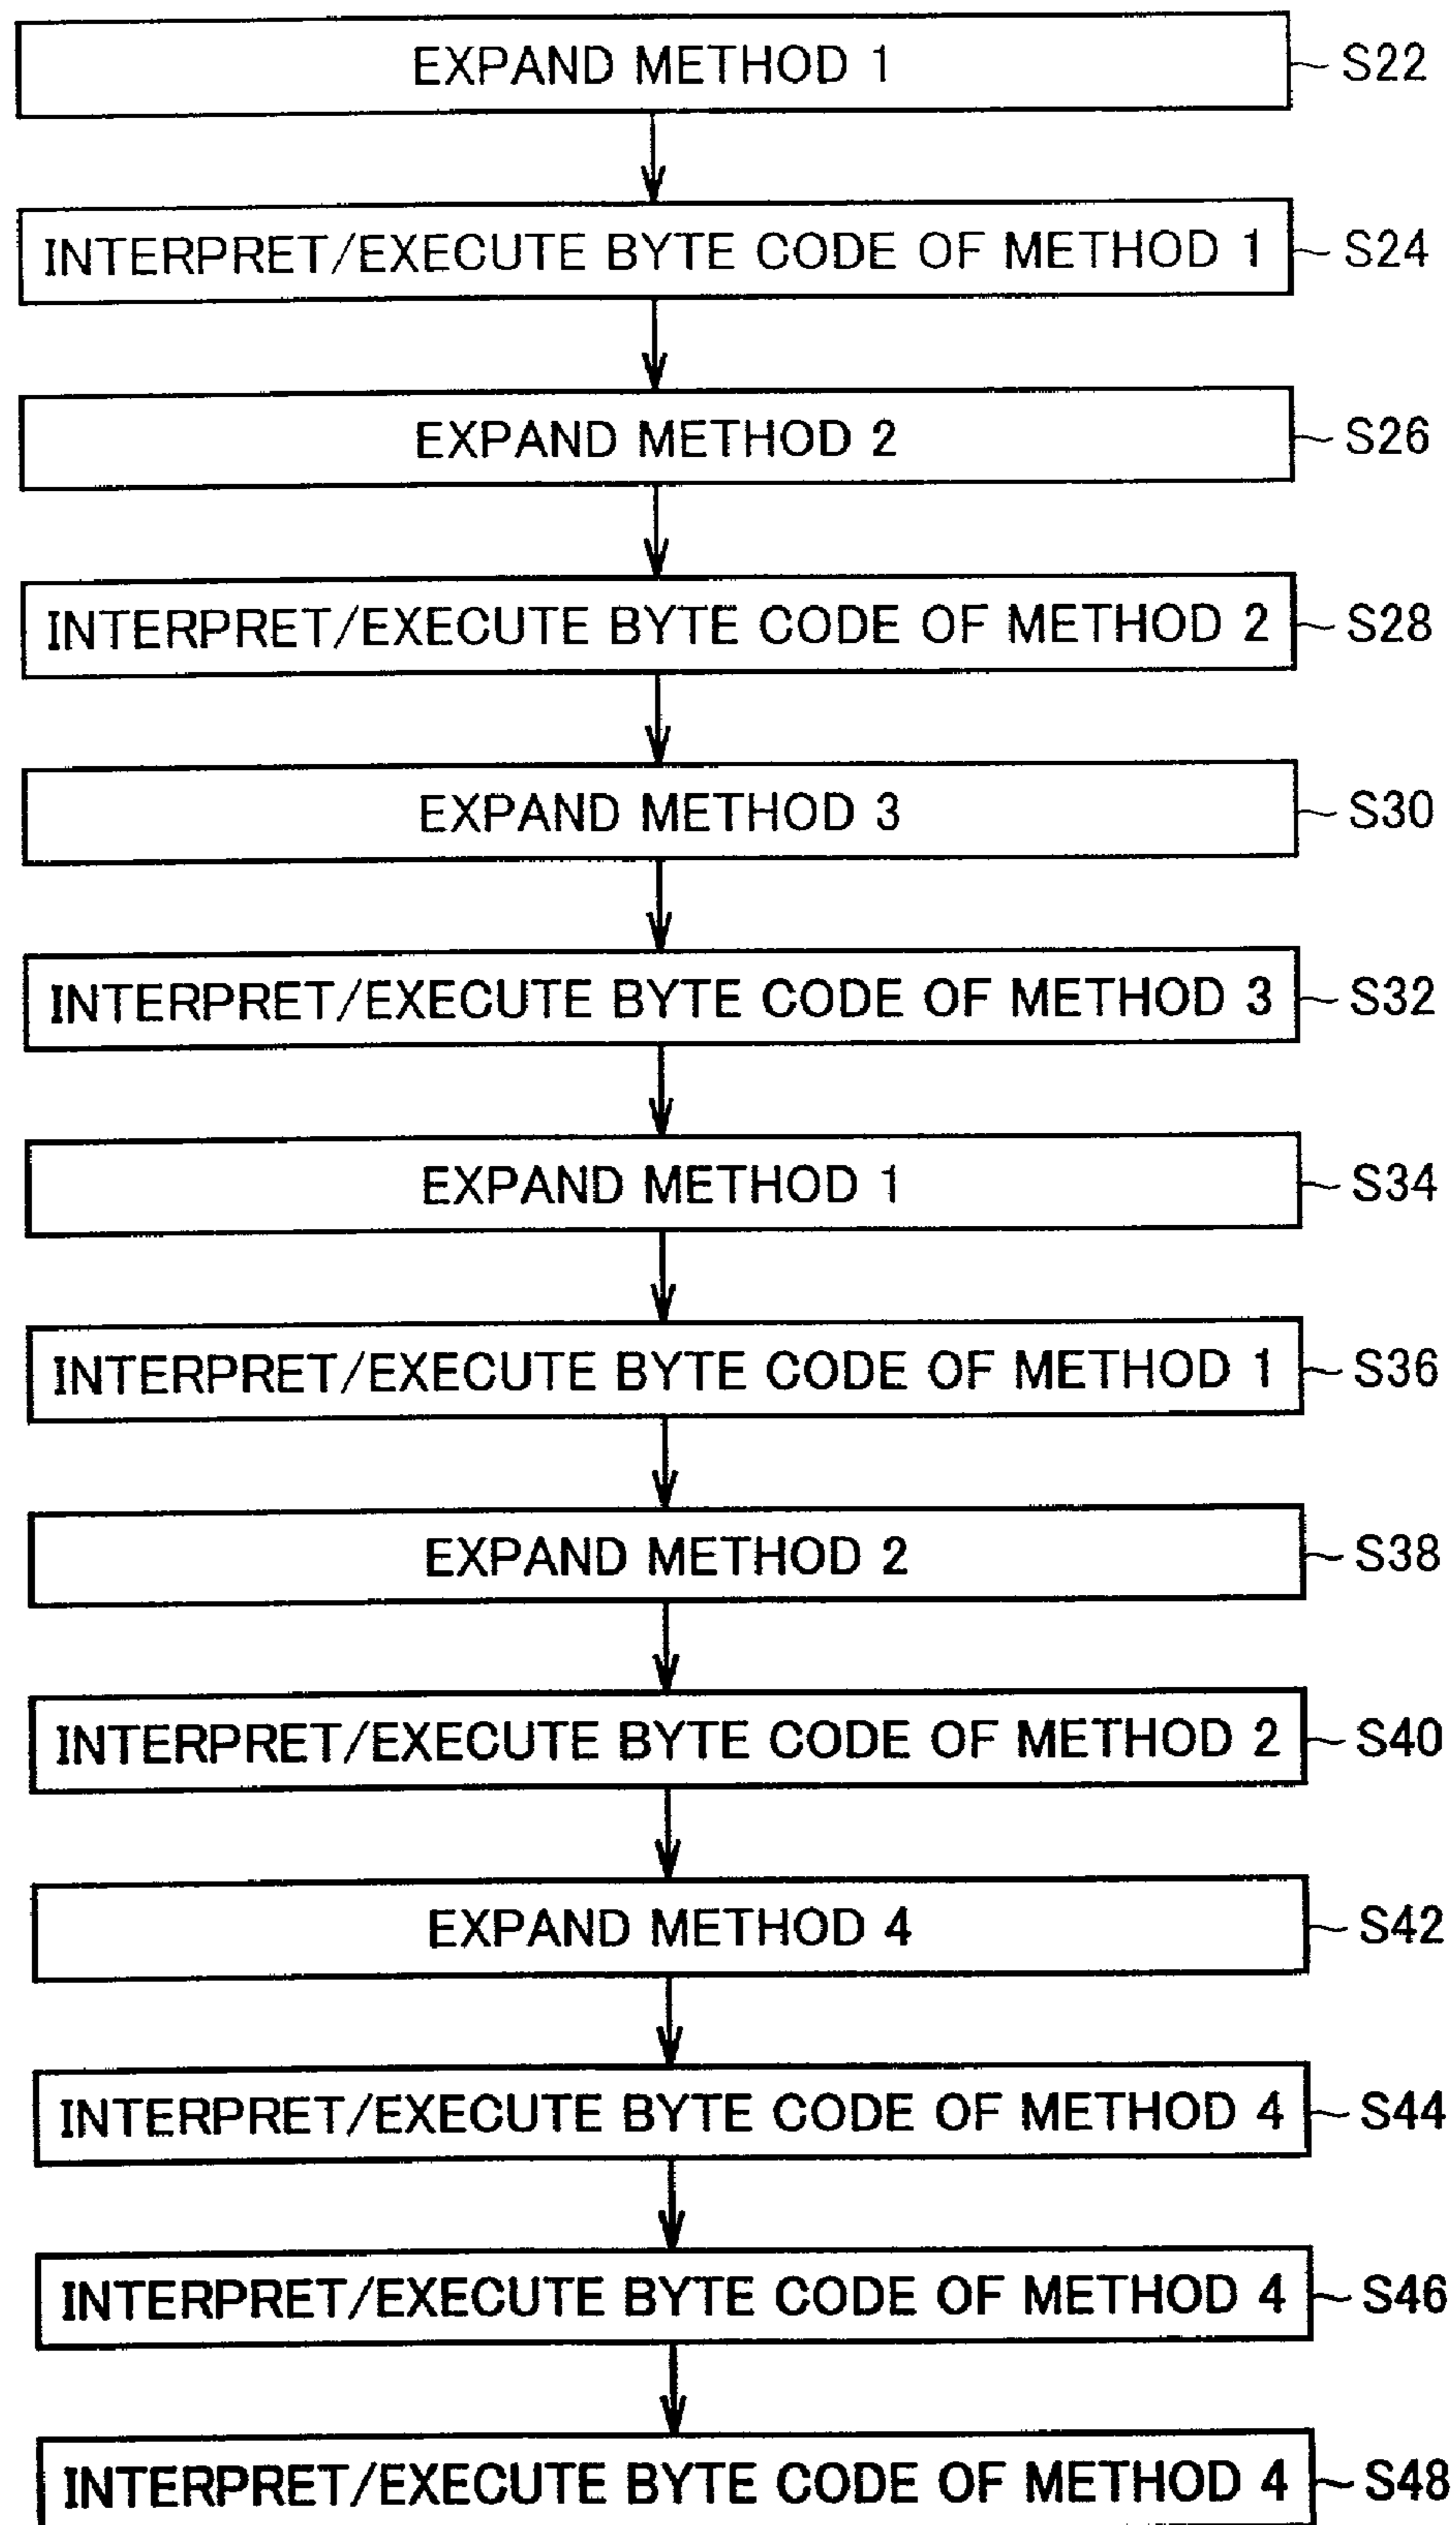 EXPAND METHOD 1 S22
INTERPRET/EXECUTE BYTE CODE OF METHOD 1 S24
EXPAND METHOD 2 S26
INTERPRET/EXECUTE BYTE CODE OF METHOD 2 S28
EXPAND METHOD 3 S30
INTERPRET/EXECUTE BYTE CODE OF METHOD 3 S32
EXPAND METHOD 1 S34
INTERPRET/EXECUTE BYTE CODE OF METHOD 1 S36
EXPAND METHOD 2 S38
INTERPRET/EXECUTE BYTE CODE OF METHOD 2 S40
EXPAND METHOD 4 S42
INTERPRET/EXECUTE BYTE CODE OF METHOD 4 S44
INTERPRET/EXECUTE BYTE CODE OF METHOD 4 S46
INTERPRET/EXECUTE BYTE CODE OF METHOD 4 S48